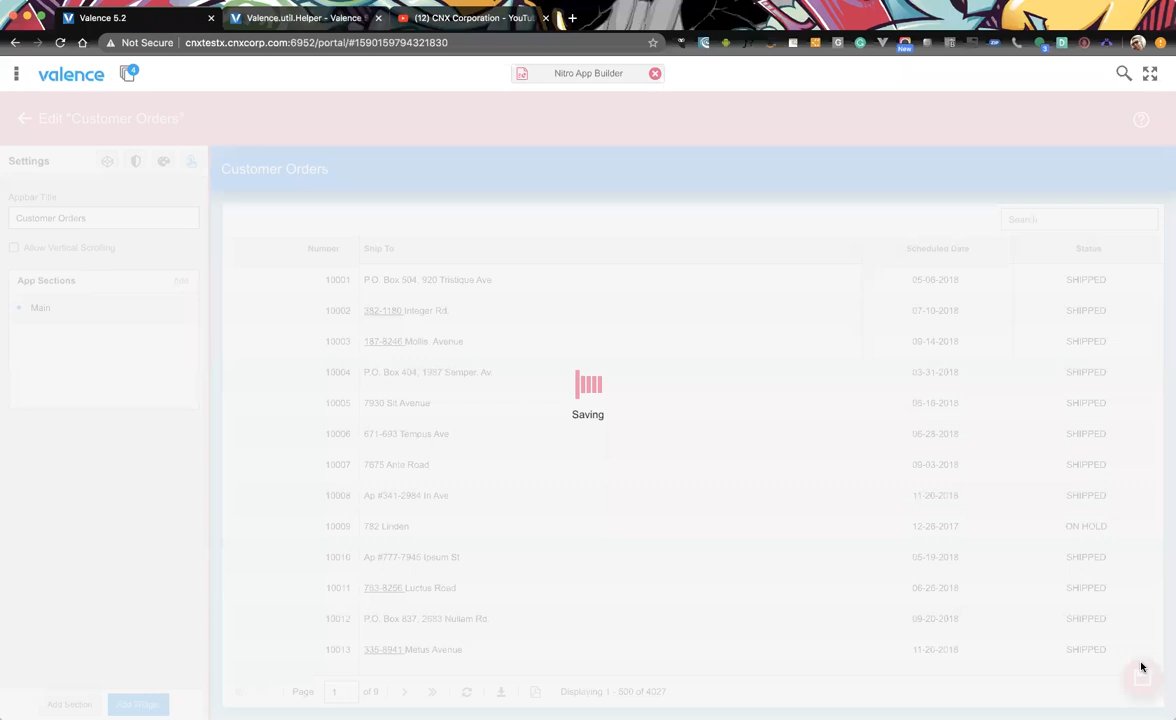 Valence 5.2
Valence.util.Helper - Valence
(12) CNX Corporation - YouTu
Not Secure
cnxtestx.cnxcorp.com:6952/portal/#1590159794321830
New
3
valence
4
Nitro App Builder
Edit "Customer Orders"
Settings
Customer Orders
Appbar Title
Customer Orders
Allow Vertical Scrolling
App Sections
Add
Main
Search
Number Ship To Scheduled Date Status
10001 P.O. Box 504, 920 Tristique Ave 05-08-2018 SHIPPED
10002 382-1180 Integer Rd. 07-10-2018 SHIPPED
10003 187-8246 Mollis. Avenue 09-14-2018 SHIPPED
10004 P.O. Box 404, 1987 Semper. Av. 03-31-2018 SHIPPED
10005 7930 Sit Avenue 05-16-2018 SHIPPED
10006 671-693 Tempus Ave 06-28-2018 SHIPPED
10007 7675 Ante Road 09-03-2018 SHIPPED
10008 Ap #341-2984 In Ave 11-20-2018 SHIPPED
10009 782 Linden 12-26-2017 ON HOLD
10010 Ap #777-7945 Ipsum St. 05-19-2018 SHIPPED
10011 763-8256 Luctus Road 06-26-2018 SHIPPED
10012 P.O. Box 837, 2683 Nullam Rd. 09-20-2018 SHIPPED
10013 335-8941 Metus Avenue 11-20-2018 SHIPPED
Saving
Page 1 of 9
Displaying 1 - 500 of 4027
Add Section